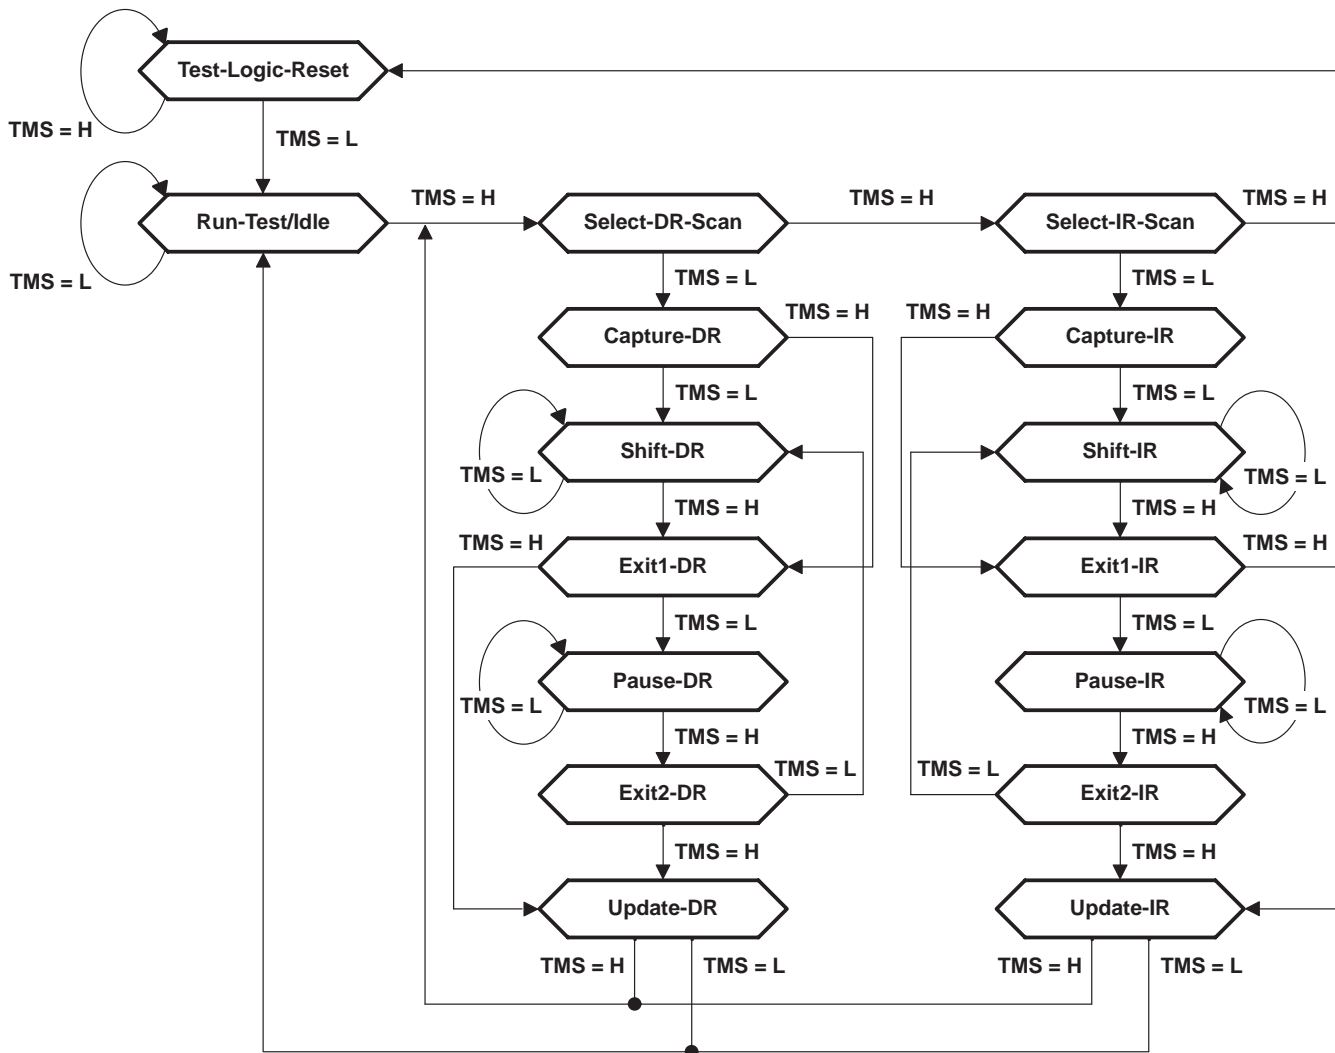 Test-Logic-Reset
TMS = H
TMS = L
TMS = H
TMS = H
TMS = H
Run-Test/Idle
Select-DR-Scan
Select-IR-Scan
TMS = L
TMS = L
TMS = L
TMS = H
TMS = H
Capture-DR
Capture-IR
TMS = L
TMS = L
Shift-DR
Shift-IR
TMS = L
TMS = L
TMS = H
TMS = H
TMS = H
TMS = H
Exit1-DR
Exit1-IR
TMS = L
TMS = L
Pause-DR
Pause-IR
TMS = L
TMS = L
TMS = H
TMS = H
TMS = L
TMS = L
Exit2-DR
Exit2-IR
TMS = H
TMS = H
Update-DR
Update-IR
TMS = H
TMS = L
TMS = H
TMS = L